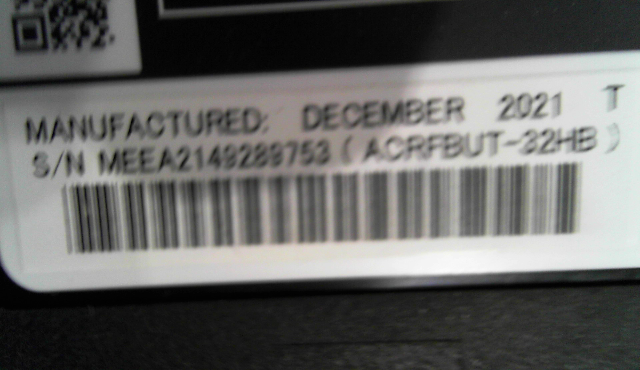 MANUFACTURED: DECEMBER 2021 T
S/N MEEA2149289753 (ACRFBUT-32HB)